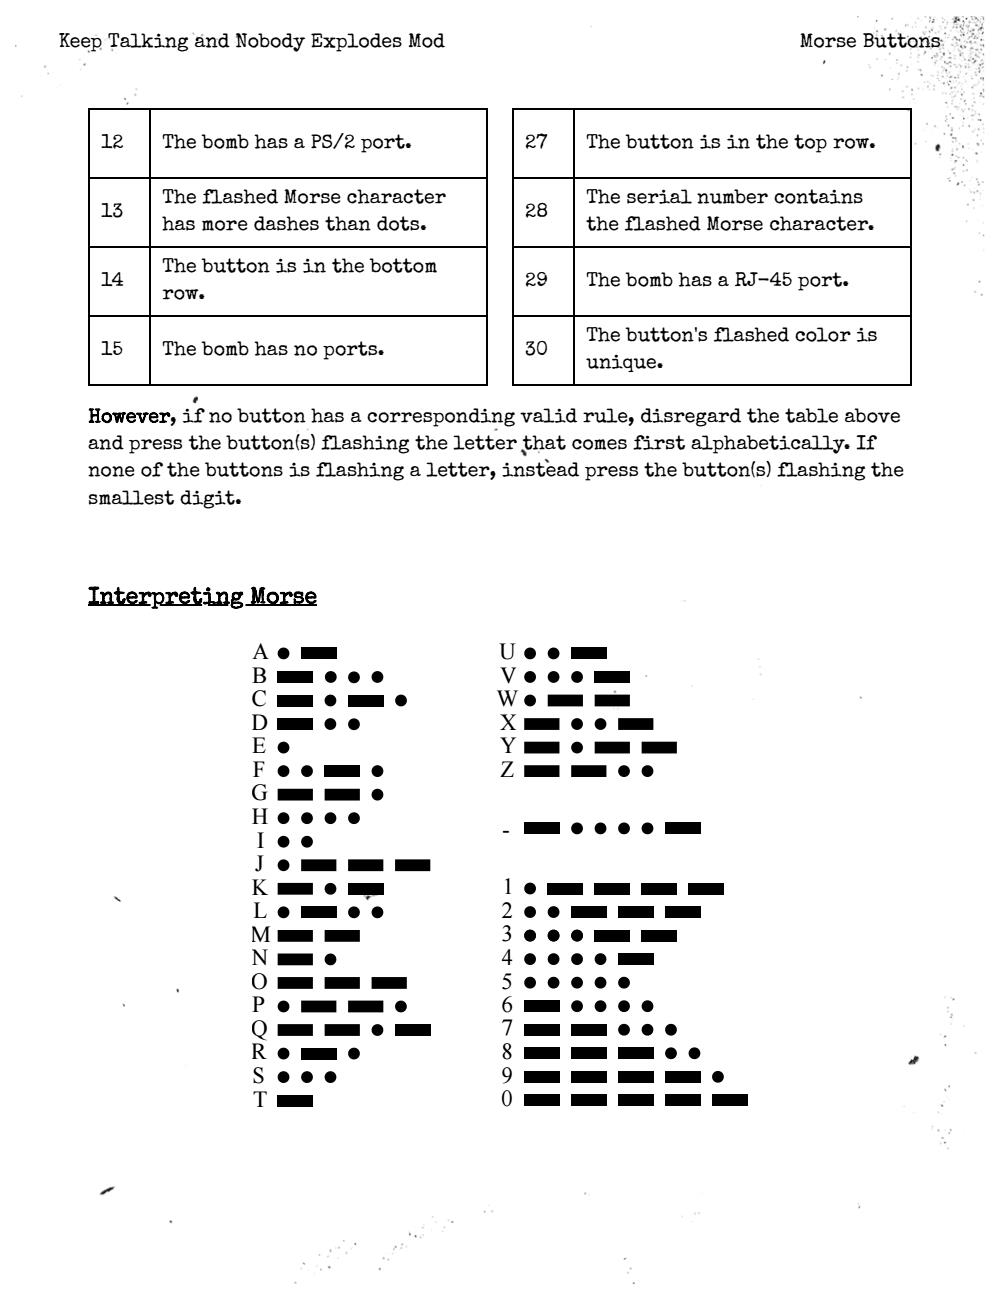 Keep Talking and Nobody Explodes Mod
Morse Buttons
12 The bomb has a PS/2 port.
13 The flashed Morse character
has more dashes than dots.
14 The button is in the bottom
row.
15 The bomb has no ports.
27 The button is in the top row.
28 The serial number contains
the flashed Morse character.
29 The bomb has a RJ-45 port.
30 The button's flashed color is
unique.
However, if no button has a corresponding valid rule, disregard the table above
and press the button(s) flashing the letter that comes first alphabetically. If
none of the buttons is flashing a letter, instead press the button(s) flashing the
smallest digit.
Interpreting Morse
A
B
C
D
E
F
G
H
I
J
K
L
M
N
O
P
Q
R
S
T
U
V
W
X
Y
Z
-
1
2
3
4
5
6
7
8
9
0